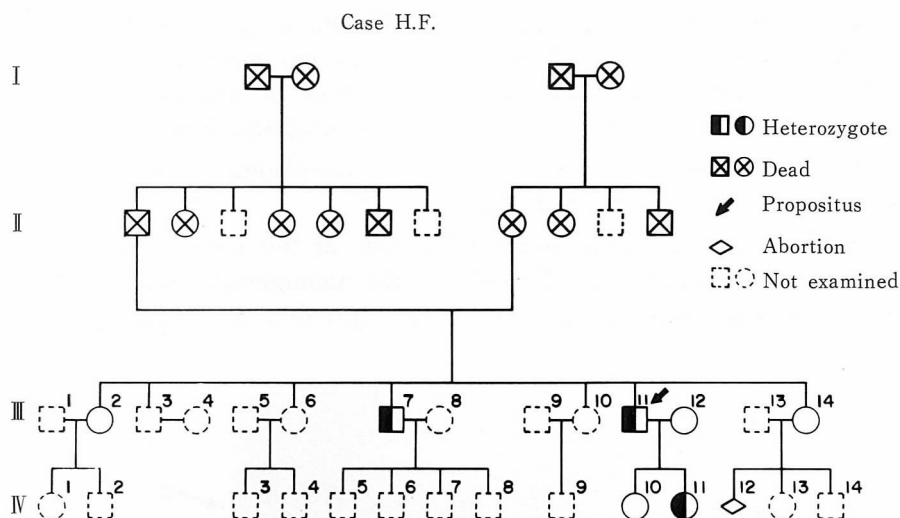 Case H.F.
I
Heterozygote
Dead
Propositus
Abortion
Not examined
II
III 1 2 3 4 5 6 7 8 9 10 11 12 13 14
IV 1 2 3 4 5 6 7 8 9 10 11 12 13 14